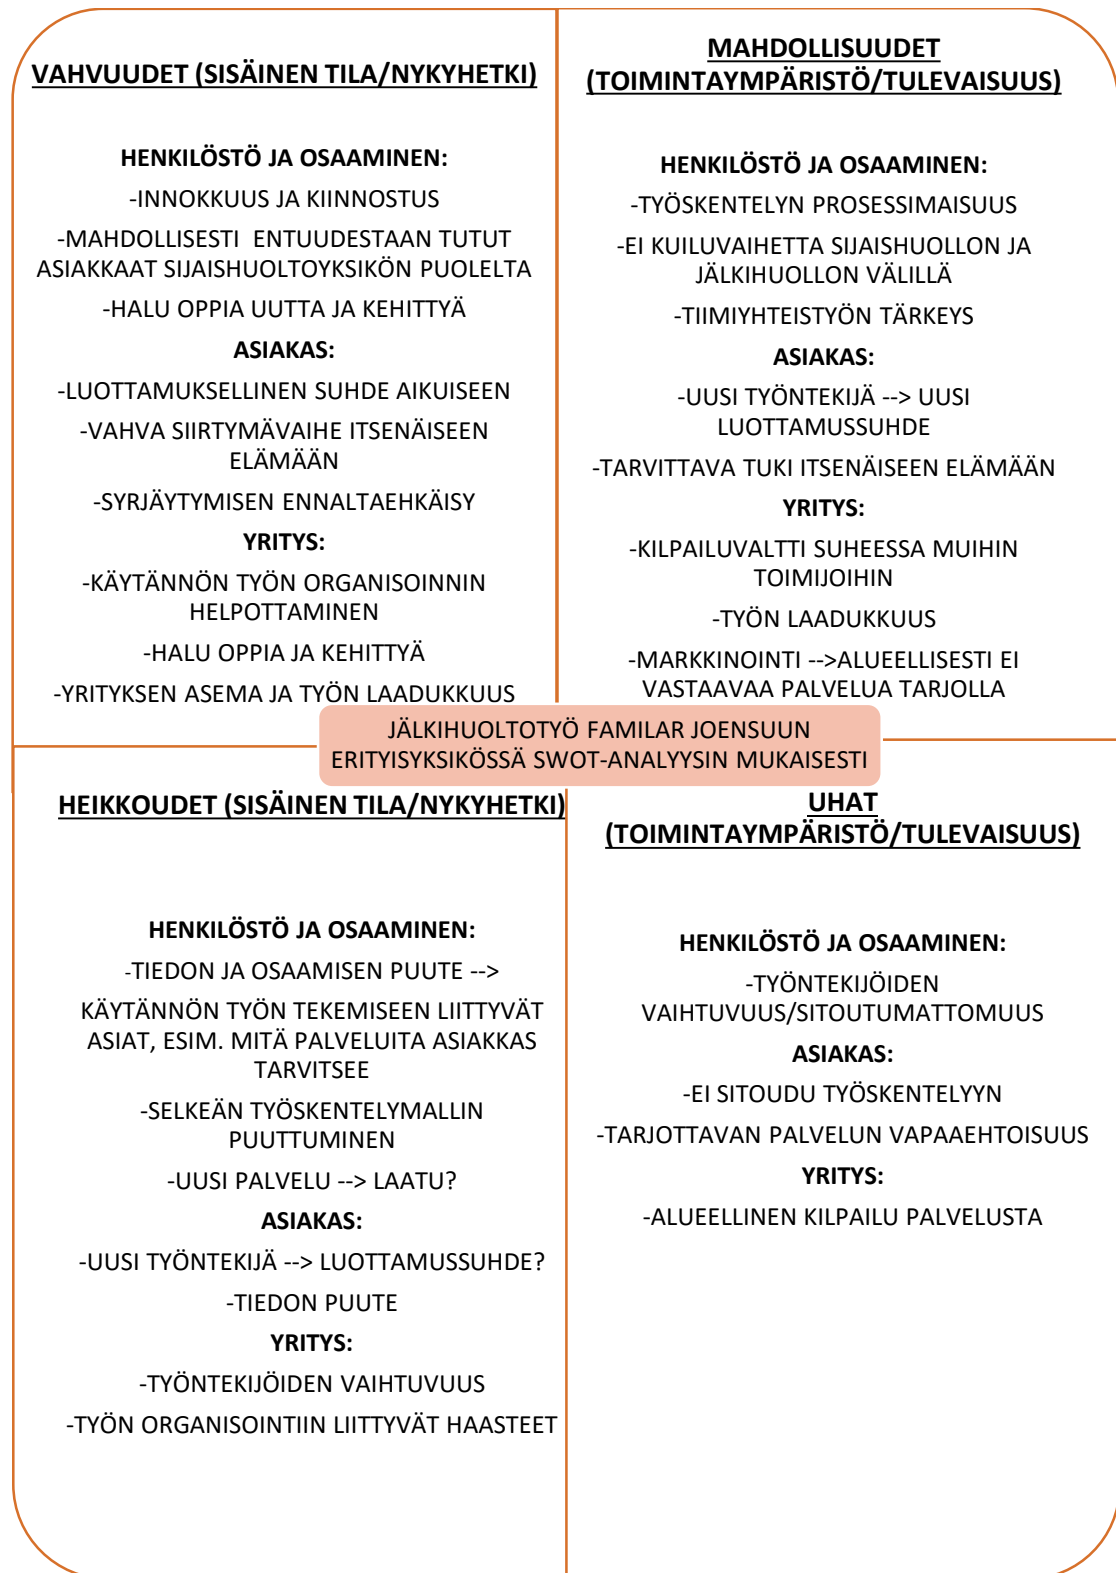 VAHVUUDET (SISÄINEN TILA/NYKYHETKI)
HENKILÖSTÖ JA OSAAMINEN:
-INNOKKUUS JA KIINNOSTUS
-MAHDOLLISESTI ENTUUDESTAAN TUTUT
ASIAKKAAT SIJAISHUOLTOYKSIKÖN PUOLELTA
-HALU OPPIA UUTTA JA KEHITTYÄ
ASIAKAS:
-LUOTTAMUKSELLINEN SUHDE AIKUISEEN
-VAHVA SIIRTYMÄVAIHE ITSENÄISEEN
ELÄMÄÄN
-SYRJÄYTYMISEN ENNALTAEHKÄISY
YRITYS:
-KÄYTÄNNÖN TYÖN ORGANISOINNIN
HELPOTTAMINEN
-HALU OPPIA JA KEHITTYÄ
-YRITYKSEN ASEMA JA TYÖN LAADUKKUUS
MAHDOLLISUUDET
(TOIMINTAYMPÄRISTÖ/TULEVAISUUS)
HENKILÖSTÖ JA OSAAMINEN:
-TYÖSKENTELYN PROSESSIMAISUUS
-EI KUILUVAIHETTA SIJAISHUOLLON JA
JÄLKIHUOLLON VÄLILLÄ
-TIIMIYHTEISTYÖN TÄRKEYS
ASIAKAS:
-UUSI TYÖNTEKIJÄ --> UUSI
LUOTTAMUSSUHDE
-TARVITTAVA TUKI ITSENÄISEEN ELÄMÄÄN
YRITYS:
-KILPAILUVALTTI SUHEESSA MUIHIN
TOIMIJOIHIN
-TYÖN LAADUKKUUS
-MARKKINOINTI -->ALUEELLISESTI EI
VASTAAVAA PALVELUA TARJOLLA
JÄLKIHUOLTOTYÖ FAMILAR JOENSUUN
ERITYISYKSIKÖSSÄ SWOT-ANALYYSIN MUKAISESTI
HEIKKOUDET (SISÄINEN TILA/NYKYHETKI)
HENKILÖSTÖ JA OSAAMINEN:
-TIEDON JA OSAAMISEN PUUTE -->
KÄYTÄNNÖN TYÖN TEKEMISEEN LIITTYVÄT
ASIAT, ESIM. MITÄ PALVELUITA ASIAKKAS
TARVITSEE
-SELKEÄN TYÖSKENTELYMALLIN
PUUTTUMINEN
-UUSI PALVELU --> LAATU?
ASIAKAS:
-UUSI TYÖNTEKIJÄ --> LUOTTAMUSSUHDE?
-TIEDON PUUTE
YRITYS:
-TYÖNTEKIJÖIDEN VAIHTUVUUS
-TYÖN ORGANISOINTIIN LIITTYVÄT HAASTEET
UHAT
(TOIMINTAYMPÄRISTÖ/TULEVAISUUS)
HENKILÖSTÖ JA OSAAMINEN:
-TYÖNTEKIJÖIDEN
VAIHTUVUUS/SITOUTUMATTOMUUS
ASIAKAS:
-EI SITOUDU TYÖSKENTELYYN
-TARJOTTAVAN PALVELUN VAPAAEHTOISUUS
YRITYS:
-ALUEELLINEN KILPAILU PALVELUSTA